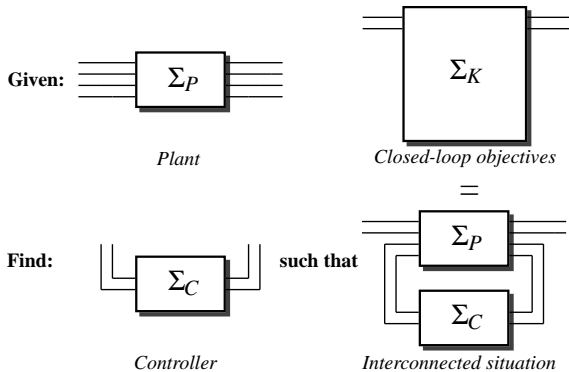 Given:
Σ_P
Σ_K
Plant
Closed-loop objectives
=
Find:
Σ_C
such that
Σ_P
Σ_C
Controller
Interconnected situation